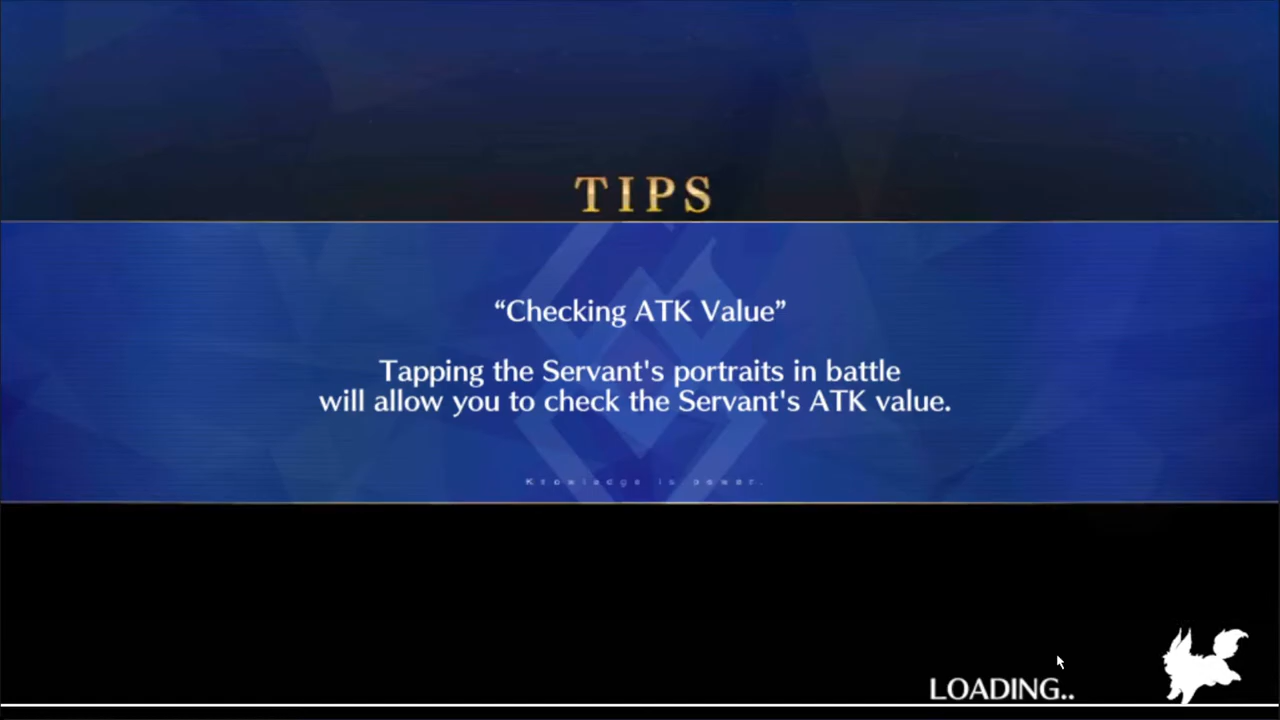 TIPS
“Checking ATK Value”
Tapping the Servant's portraits in battle
will allow you to check the Servant's ATK value.
Knowledge is power.
LOADING..